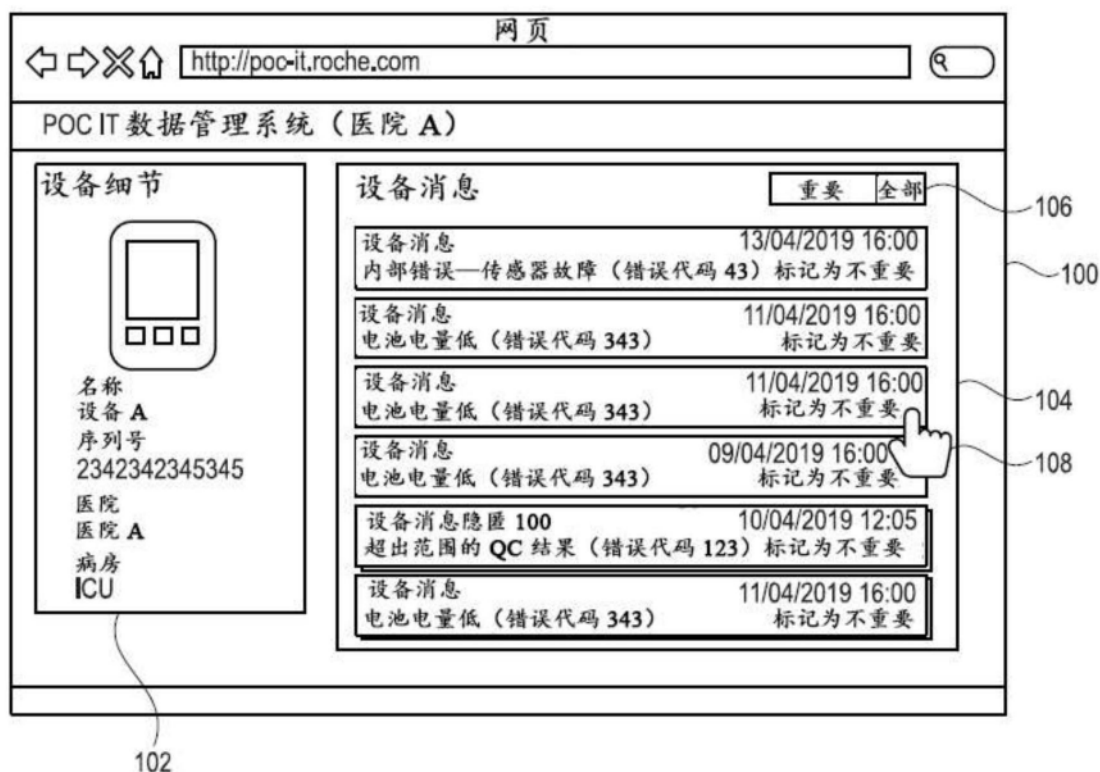 网页
http://poc-it.roche.com
POC IT 数据管理系统（医院 A）
设备细节
名称
设备 A
序列号
2342342345345
医院
医院 A
病房
ICU
102
设备消息
重要 全部
106
设备消息 13/04/2019 16:00
内部错误—传感器故障（错误代码 43）标记为不重要
100
设备消息 11/04/2019 16:00
电池电量低（错误代码 343） 标记为不重要
设备消息 11/04/2019 16:00
电池电量低（错误代码 343） 标记为不重要
104
设备消息 09/04/2019 16:00
电池电量低（错误代码 343） 标记为不重要
108
设备消息隐匿 100 10/04/2019 12:05
超出范围的 QC 结果（错误代码 123）标记为不重要
设备消息 11/04/2019 16:00
电池电量低（错误代码 343） 标记为不重要